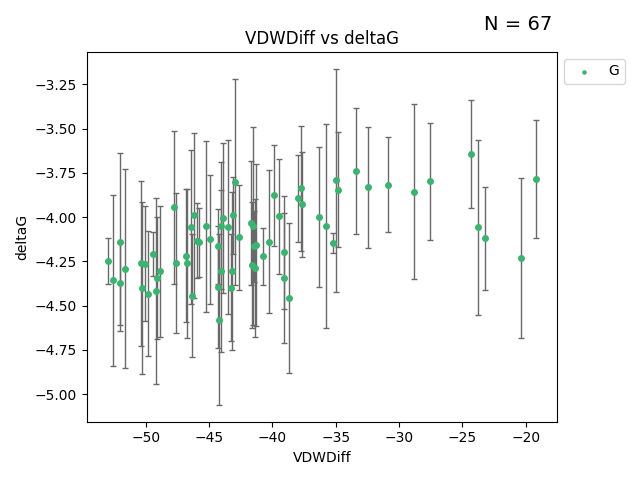 N = 67
VDWDiff vs deltaG
G
deltaG
−3.25
−3.50
−3.75
−4.00
−4.25
−4.50
−4.75
−5.00
−50 −45 −40 −35 −30 −25 −20
VDWDiff